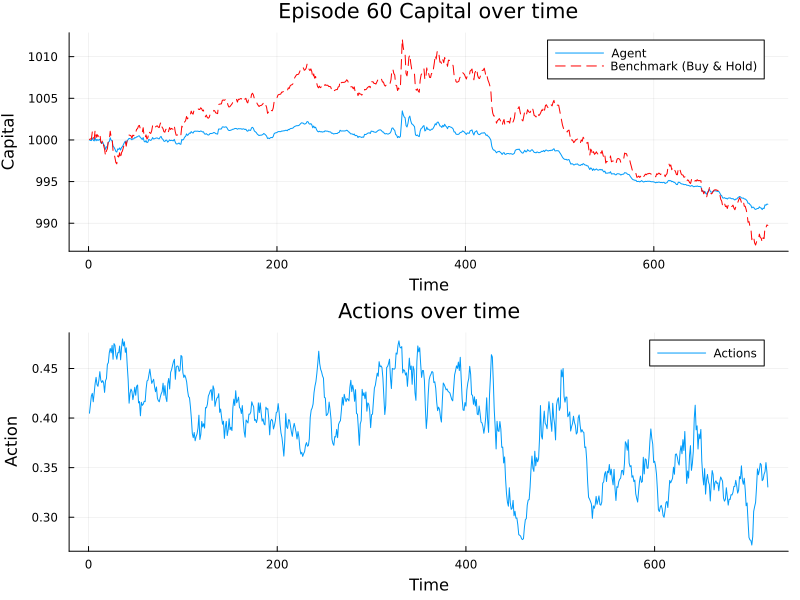 Episode 60 Capital over time
Capital
1010
1005
1000
995
990
Agent
Benchmark (Buy & Hold)
0
200
400
600
Time
Actions over time
Action
0.45
0.40
0.35
0.30
Actions
0
200
400
600
Time